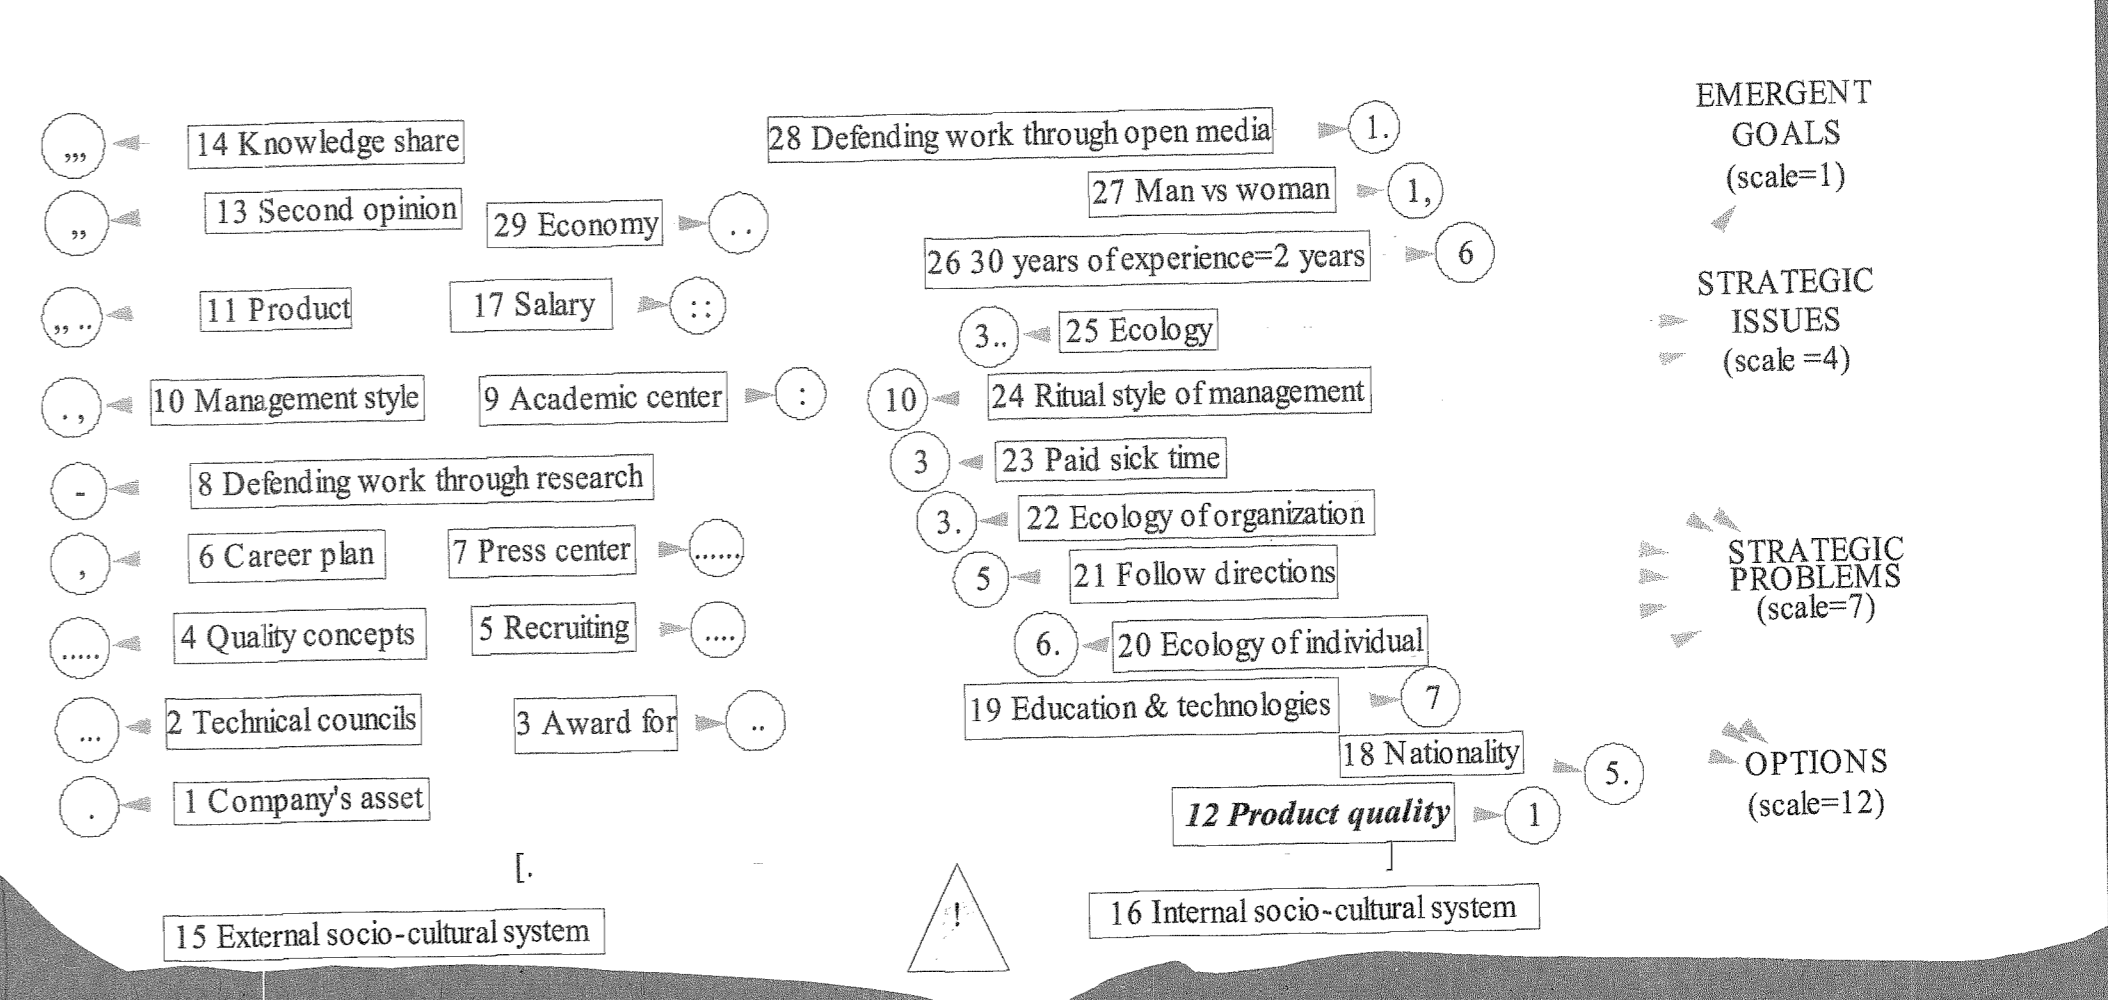 EMERGENT
GOALS
(scale=1)
28 Defending work through open media 1.
,,, 14 Knowledge share
27 Man vs woman 1,
,, 13 Second opinion 29 Economy . .
26 30 years of experience=2 years 6
STRATEGIC
ISSUES
(scale =4)
,, .. 11 Product 17 Salary : :
3.. 25 Ecology
. , 10 Management style 9 Academic center :
10 24 Ritual style of management
3 23 Paid sick time
- 8 Defending work through research
3. 22 Ecology of organization
, 6 Career plan 7 Press center ......
5 21 Follow directions
STRATEGIC
PROBLEMS
(scale=7)
..... 4 Quality concepts 5 Recruiting ....
6. 20 Ecology of individual
... 2 Technical councils 3 Award for ..
19 Education & technologies 7
18 Nationality 5.
OPTIONS
(scale=12)
. 1 Company's asset
12 Product quality 1
[. ]
15 External socio-cultural system
!
16 Internal socio-cultural system